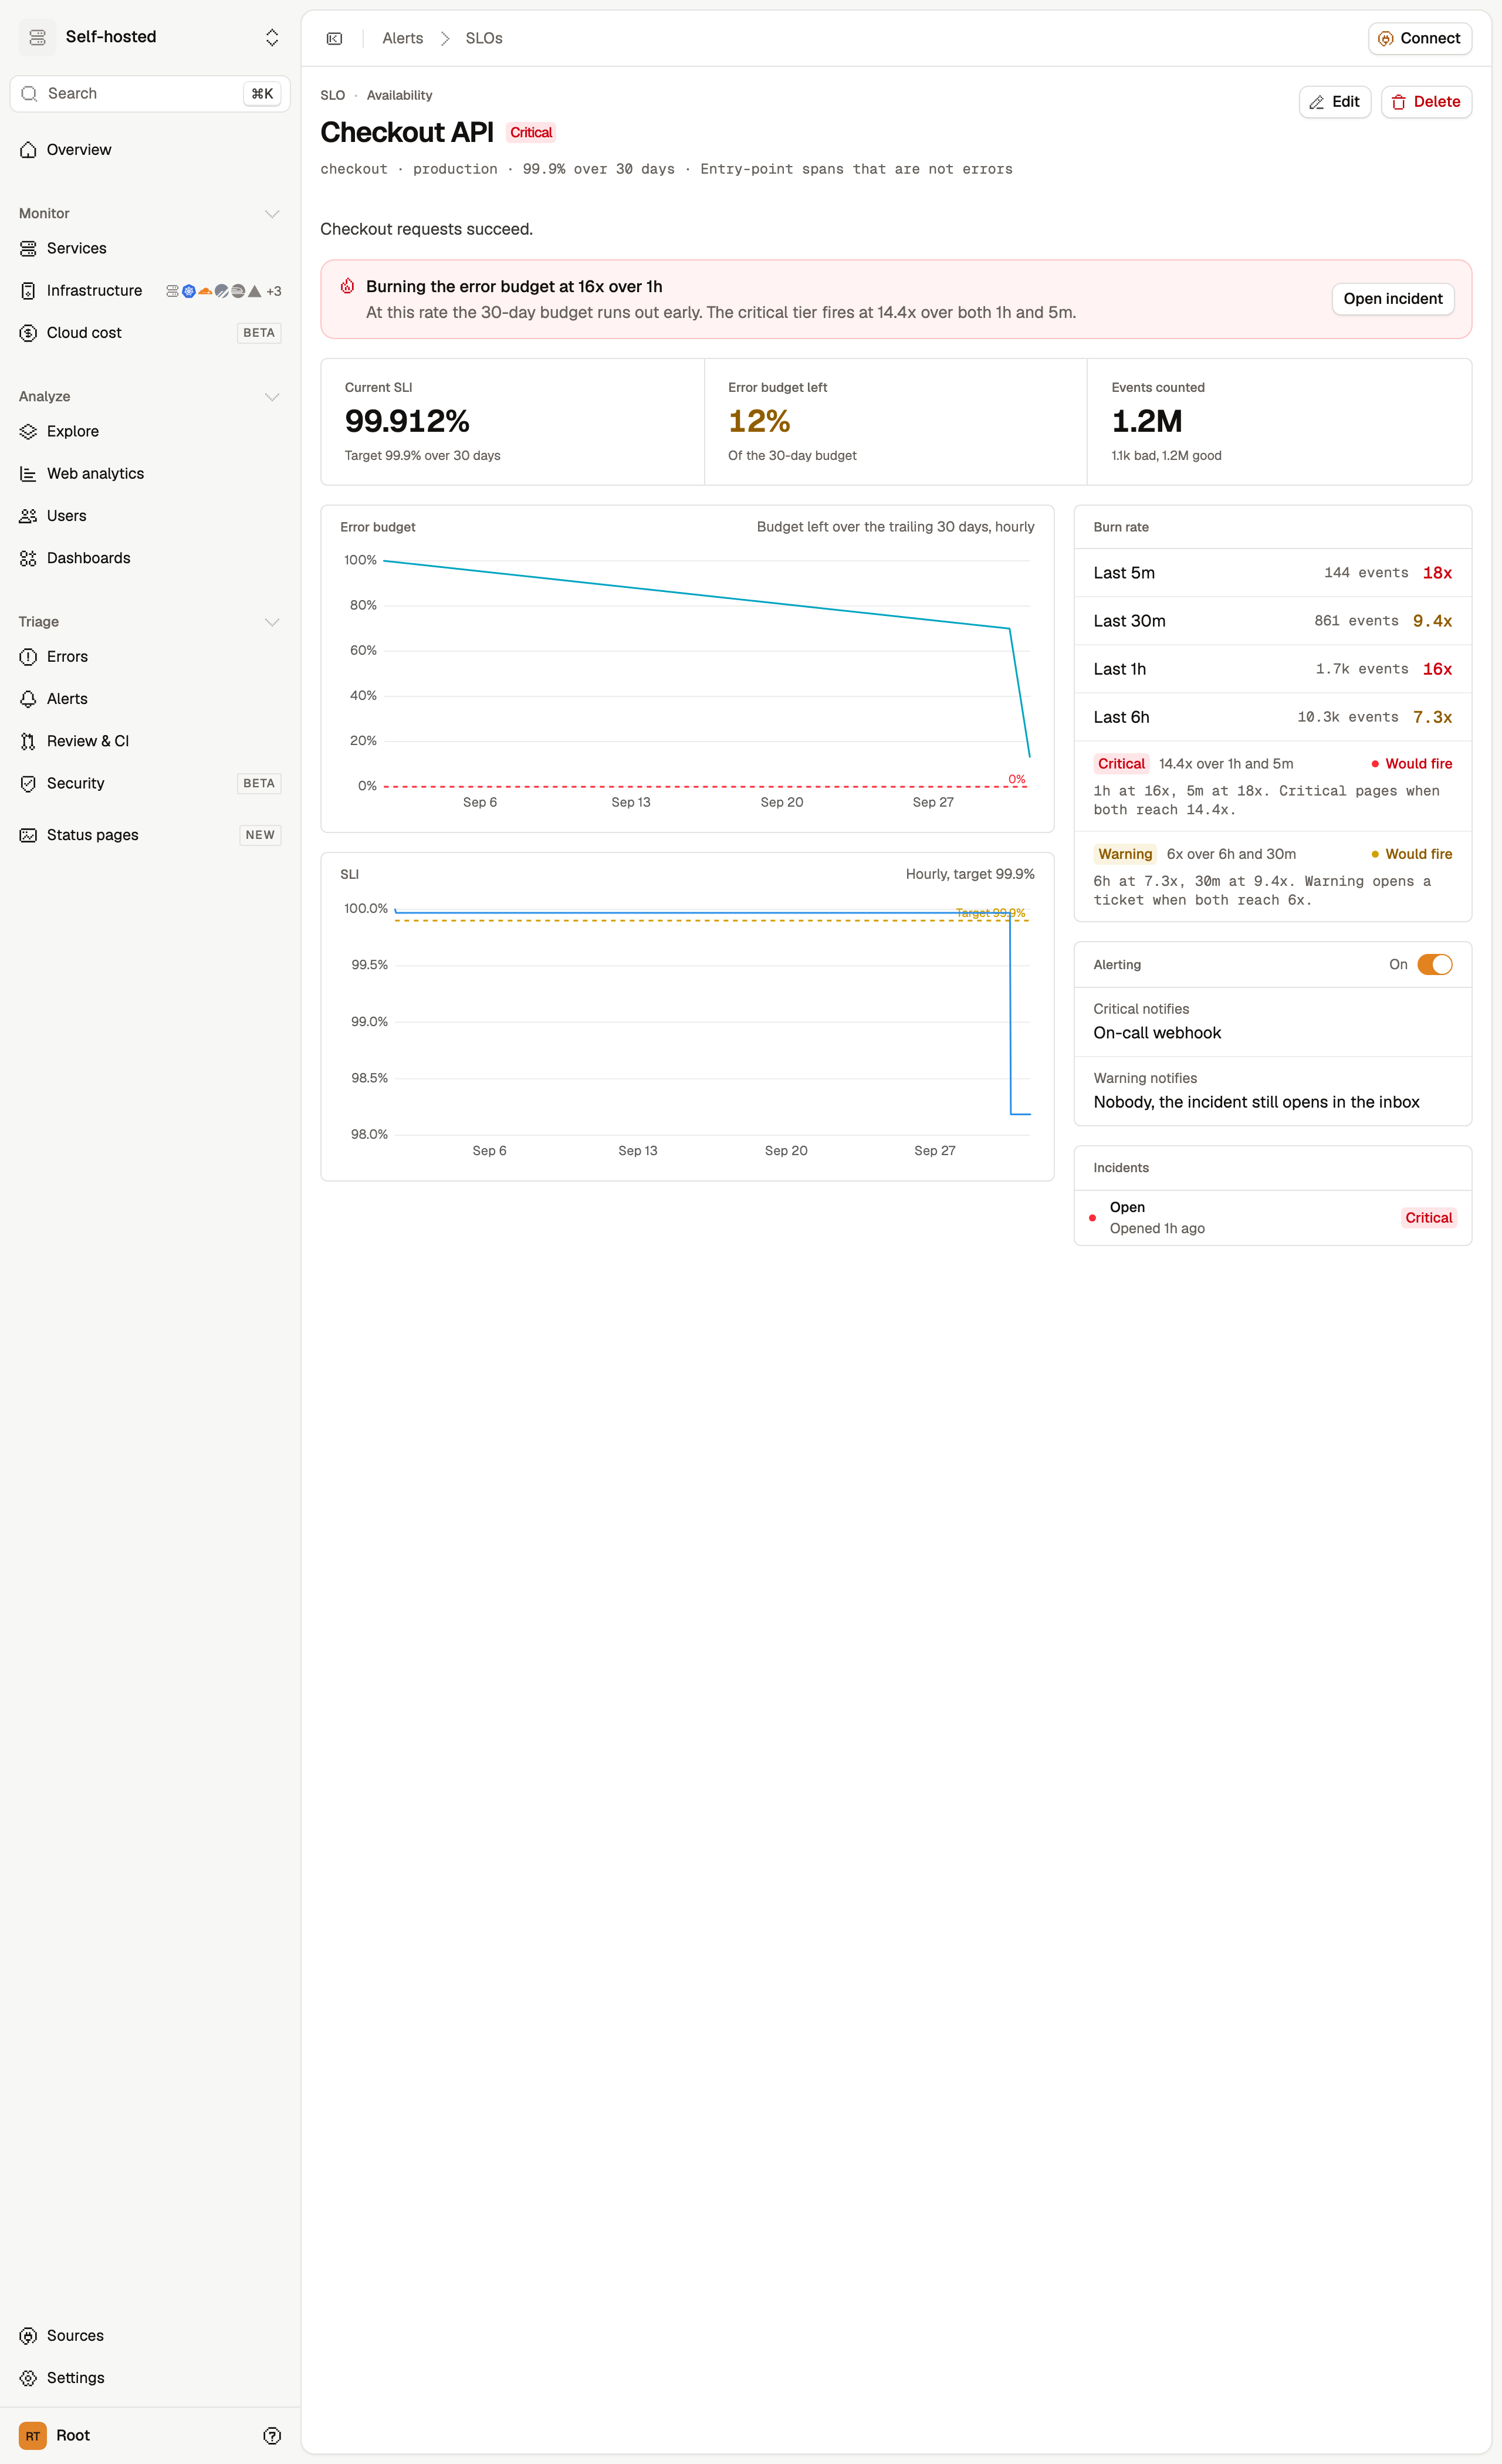 Self-hosted
Search ⌘K
Overview
Monitor
Services
Infrastructure +3
Cloud cost BETA
Analyze
Explore
Web analytics
Users
Dashboards
Triage
Errors
Alerts
Review & CI
Security BETA
Status pages NEW
Sources
Settings
RT Root
Alerts SLOs
Connect
SLO · Availability
Edit
Delete
Checkout API Critical
checkout · production · 99.9% over 30 days · Entry-point spans that are not errors
Checkout requests succeed.
Burning the error budget at 16x over 1h
At this rate the 30-day budget runs out early. The critical tier fires at 14.4x over both 1h and 5m.
Open incident
Current SLI
99.912%
Target 99.9% over 30 days
Error budget left
12%
Of the 30-day budget
Events counted
1.2M
1.1k bad, 1.2M good
Error budget Budget left over the trailing 30 days, hourly
100%
80%
60%
40%
20%
0%
0%
Sep 6 Sep 13 Sep 20 Sep 27
SLI Hourly, target 99.9%
100.0%
Target 99.9%
99.5%
99.0%
98.5%
98.0%
Sep 6 Sep 13 Sep 20 Sep 27
Burn rate
Last 5m 144 events 18x
Last 30m 861 events 9.4x
Last 1h 1.7k events 16x
Last 6h 10.3k events 7.3x
Critical 14.4x over 1h and 5m Would fire
1h at 16x, 5m at 18x. Critical pages when
both reach 14.4x.
Warning 6x over 6h and 30m Would fire
6h at 7.3x, 30m at 9.4x. Warning opens a
ticket when both reach 6x.
Alerting On
Critical notifies
On-call webhook
Warning notifies
Nobody, the incident still opens in the inbox
Incidents
Open
Opened 1h ago
Critical